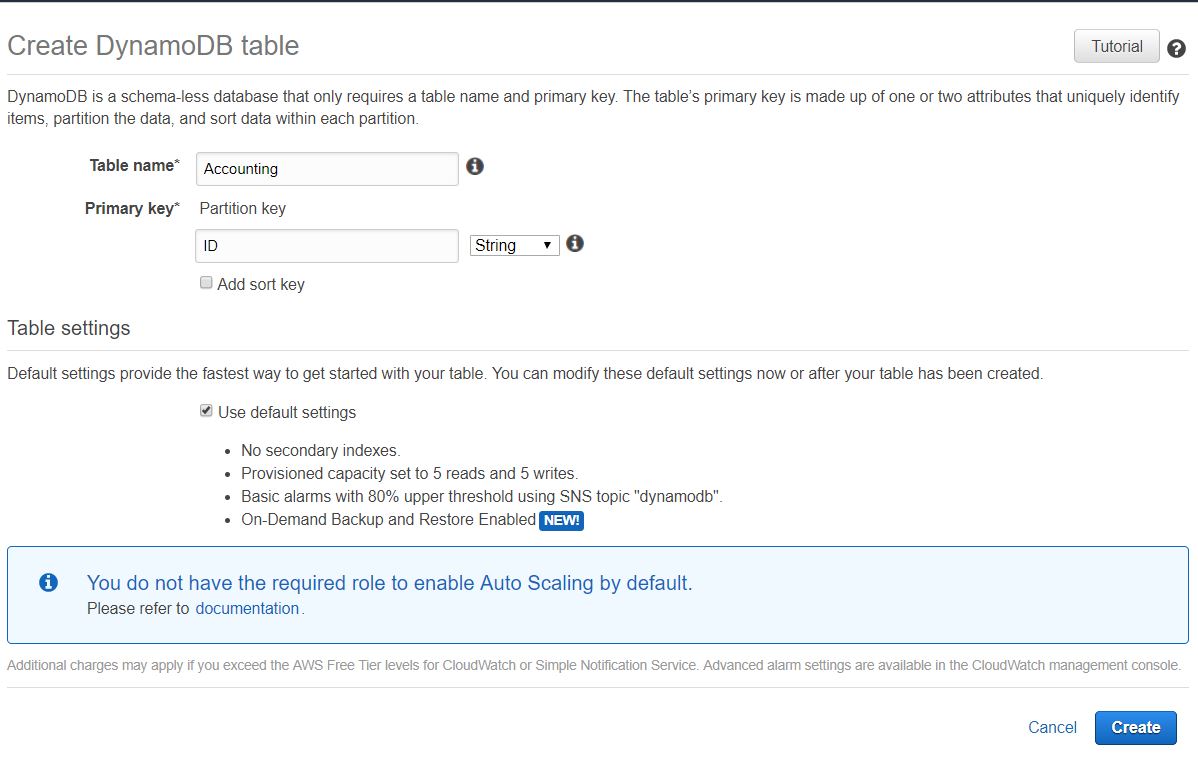 Create DynamoDB table
Tutorial
DynamoDB is a schema-less database that only requires a table name and primary key. The table's primary key is made up of one or two attributes that uniquely identify
items, partition the data, and sort data within each partition.
Table name*
Accounting
Primary key*
Partition key
ID
String
Add sort key
Table settings
Default settings provide the fastest way to get started with your table. You can modify these default settings now or after your table has been created.
Use default settings
No secondary indexes.
Provisioned capacity set to 5 reads and 5 writes.
Basic alarms with 80% upper threshold using SNS topic "dynamodb".
On-Demand Backup and Restore Enabled NEW!
You do not have the required role to enable Auto Scaling by default.
Please refer to documentation.
Additional charges may apply if you exceed the AWS Free Tier levels for CloudWatch or Simple Notification Service. Advanced alarm settings are available in the CloudWatch management console.
Cancel
Create